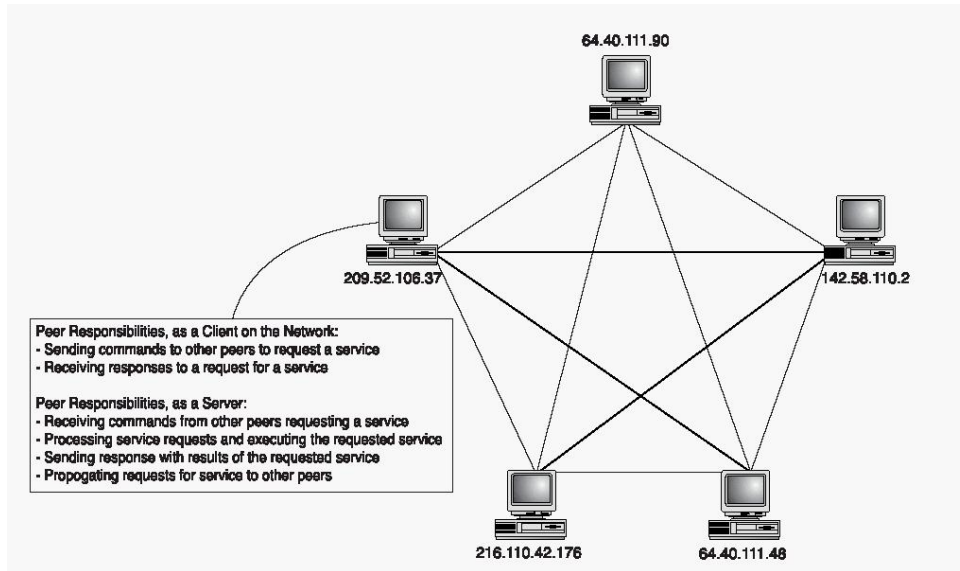 64.40.111.90
209.52.106.37
142.58.110.2
Peer Responsibilities, as a Client on the Network:
- Sending commands to other peers to request a service
- Receiving responses to a request for a service
Peer Responsibilities, as a Server:
- Receiving commands from other peers requesting a service
- Processing service requests and executing the requested service
- Sending response with results of the requested service
- Propogating requests for service to other peers
216.110.42.176
64.40.111.48